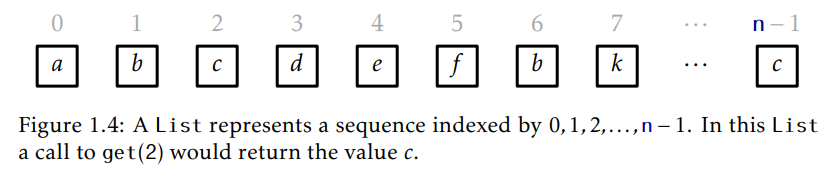 0 1 2 3 4 5 6 7 ⋯ n − 1
a b c d e f b k ⋯ c
Figure 1.4: A List represents a sequence indexed by 0,1,2,...,n − 1. In this List
a call to get(2) would return the value c.